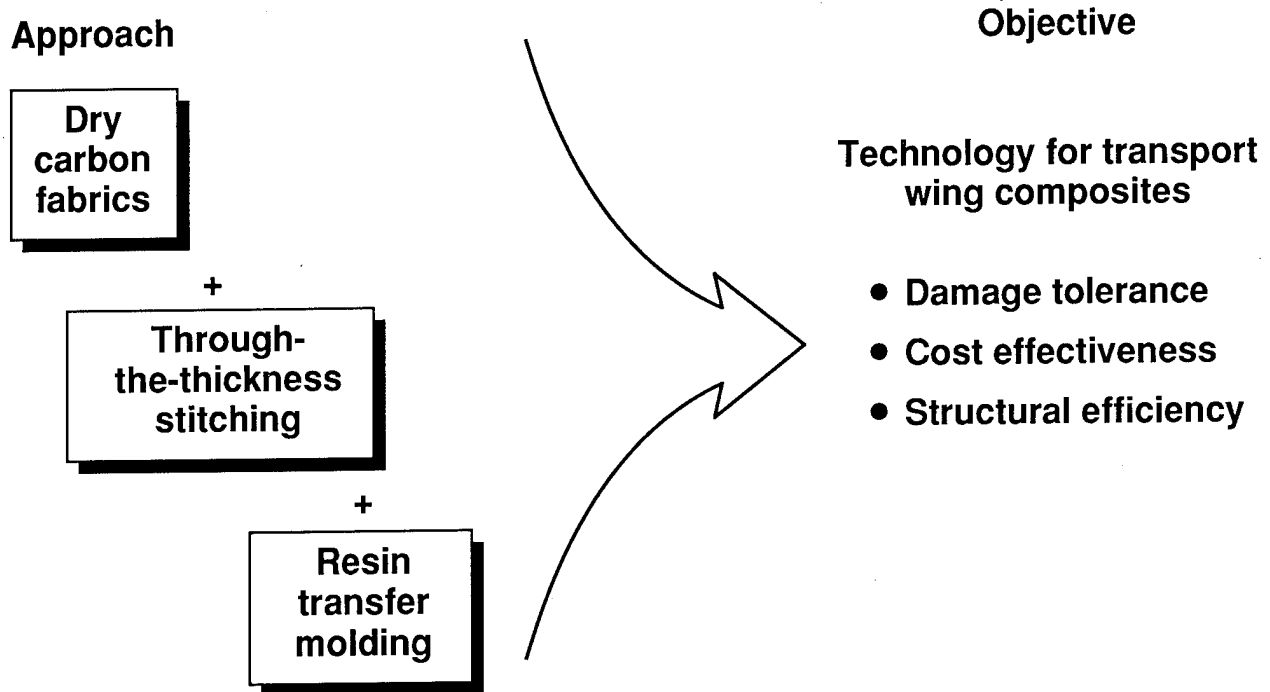 Approach
Dry
carbon
fabrics
+
Through-
the-thickness
stitching
+
Resin
transfer
molding
Objective
Technology for transport
wing composites
● Damage tolerance
● Cost effectiveness
● Structural efficiency